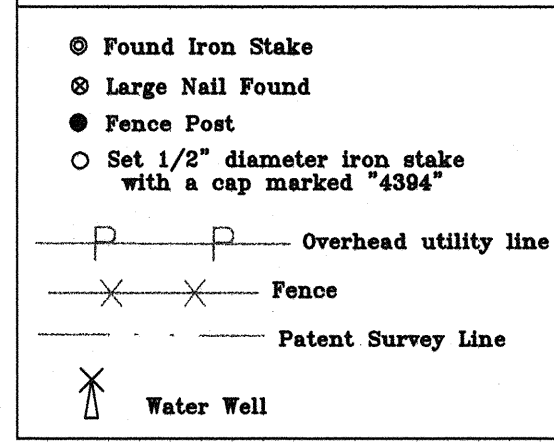 Found Iron Stake
Large Nail Found
Fence Post
Set 1/2" diameter iron stake
with a cap marked "4394"
P P Overhead utility line
Fence
Patent Survey Line
Water Well